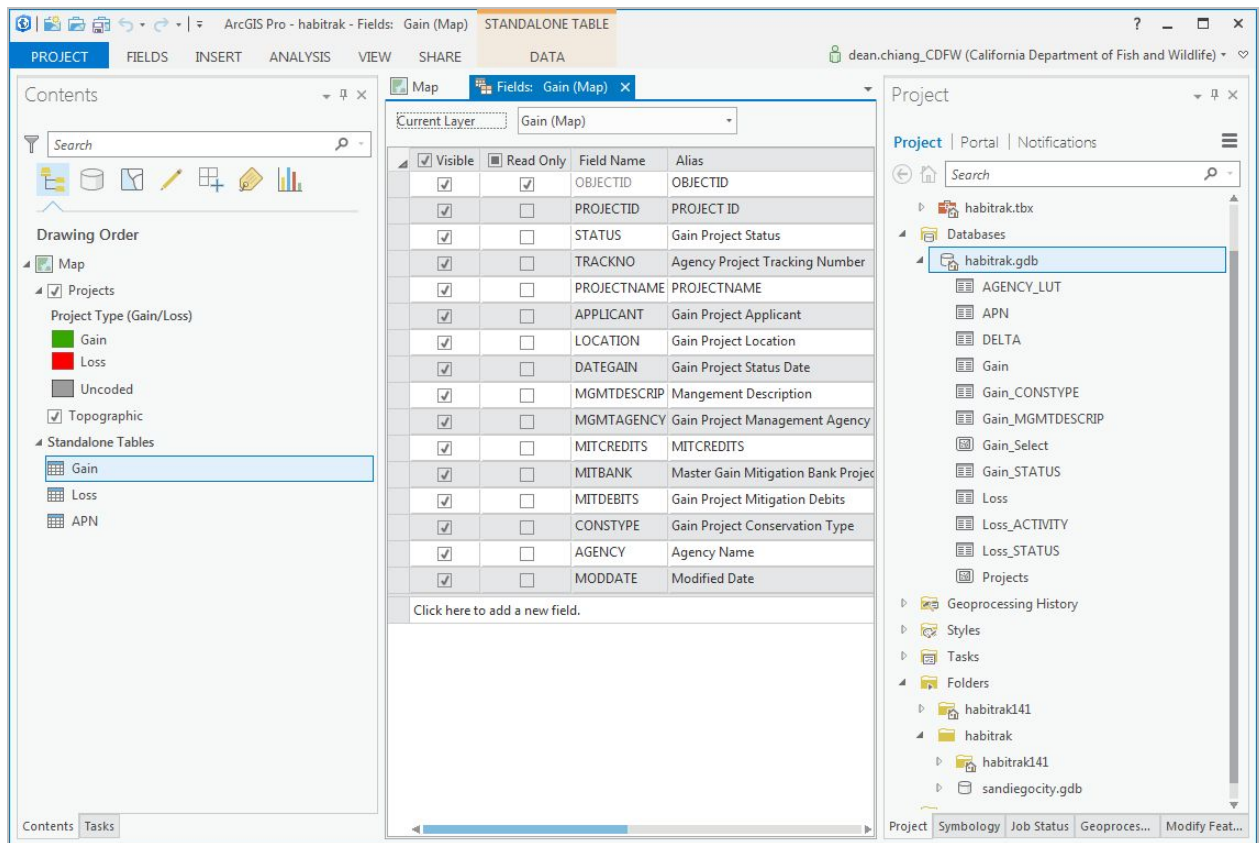 ArcGIS Pro - habitrak - Fields: Gain (Map) STANDALONE TABLE ?
PROJECT FIELDS INSERT ANALYSIS VIEW SHARE DATA dean.chiang_CDFW (California Department of Fish and Wildlife)
Contents
Search
Drawing Order
Map
Projects
Project Type (Gain/Loss)
Gain
Loss
Uncoded
Topographic
Standalone Tables
Gain
Loss
APN
Contents Tasks
Map Fields: Gain (Map)
Current Layer Gain (Map)
Visible Read Only Field Name Alias
OBJECTID OBJECTID
PROJECTID PROJECT ID
STATUS Gain Project Status
TRACKNO Agency Project Tracking Number
PROJECTNAME PROJECTNAME
APPLICANT Gain Project Applicant
LOCATION Gain Project Location
DATEGAIN Gain Project Status Date
MGMTDESCRIP Mangement Description
MGMTAGENCY Gain Project Management Agency
MITCREDITS MITCREDITS
MITBANK Master Gain Mitigation Bank Projec
MITDEBITS Gain Project Mitigation Debits
CONSTYPE Gain Project Conservation Type
AGENCY Agency Name
MODDATE Modified Date
Click here to add a new field.
Project
Project | Portal | Notifications
Search
habitrak.tbx
Databases
habitrak.gdb
AGENCY_LUT
APN
DELTA
Gain
Gain_CONSTYPE
Gain_MGMTDESCRIP
Gain_Select
Gain_STATUS
Loss
Loss_ACTIVITY
Loss_STATUS
Projects
Geoprocessing History
Styles
Tasks
Folders
habitrak141
habitrak
habitrak141
sandiegocity.gdb
Project Symbology Job Status Geoproces... Modify Feat...